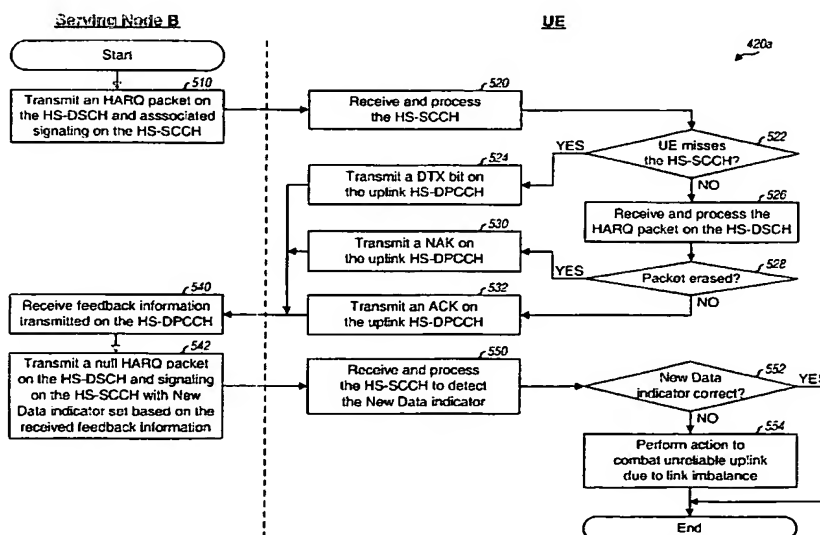 Serving Node B
UE
420a
Start
510
Transmit an HARQ packet on
the HS-DSCH and asssociated
signaling on the HS-SCCH
520
Receive and process
the HS-SCCH
522
UE misses
the HS-SCCH?
YES
NO
524
Transmit a DTX bit on
the uplink HS-DPCCH
526
Receive and process the
HARQ packet on the HS-DSCH
530
Transmit a NAK on
the uplink HS-DPCCH
528
Packet erased?
YES
NO
532
Transmit an ACK on
the uplink HS-DPCCH
540
Receive feedback information
transmitted on the HS-DPCCH
542
Transmit a null HARQ packet
on the HS-DSCH and signaling
on the HS-SCCH with New
Data indicator set based on the
received feedback information
550
Receive and process
the HS-SCCH to detect
the New Data indicator
552
New Data
indicator correct?
YES
NO
554
Perform action to
combat unreliable uplink
due to link imbalance
End